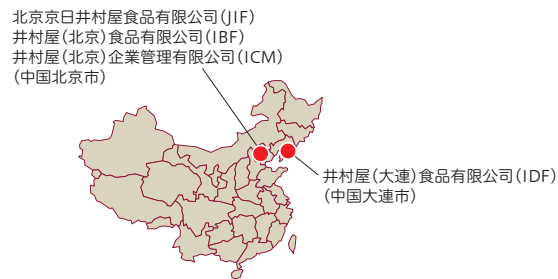 北京京日井村屋食品有限公司（JIF）
井村屋（北京）食品有限公司（IBF）
井村屋（北京）企業管理有限公司（ICM）
（中国北京市）
井村屋（大連）食品有限公司（IDF）
（中国大連市）